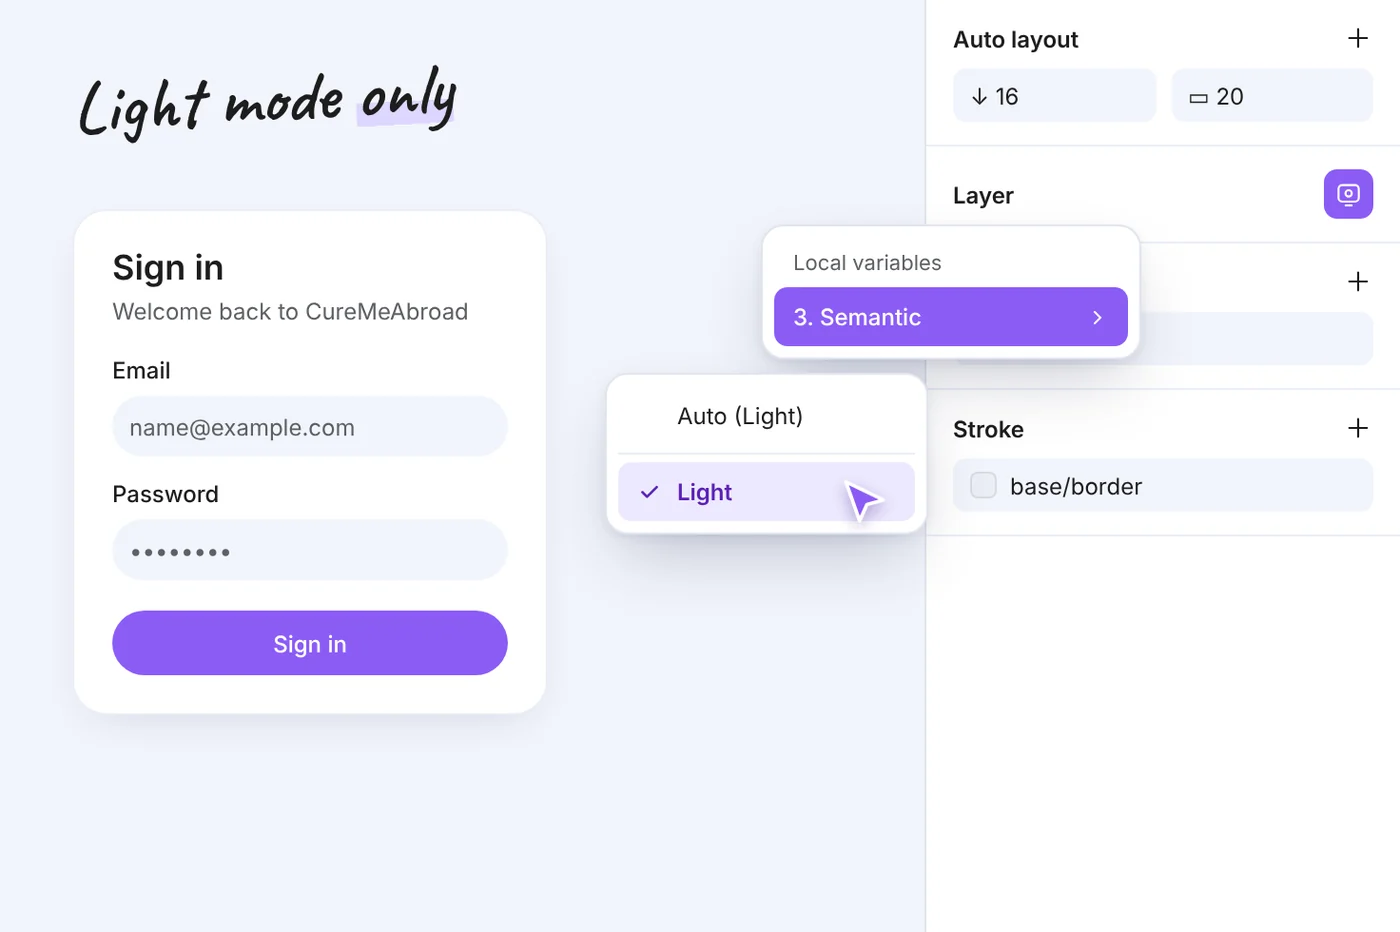 Light mode only
Sign in
Welcome back to CureMeAbroad
Email
name@example.com
Password
••••••••
Sign in
Local variables
3. Semantic
Auto (Light)
Light
Auto layout
16
20
Layer
Stroke
base/border